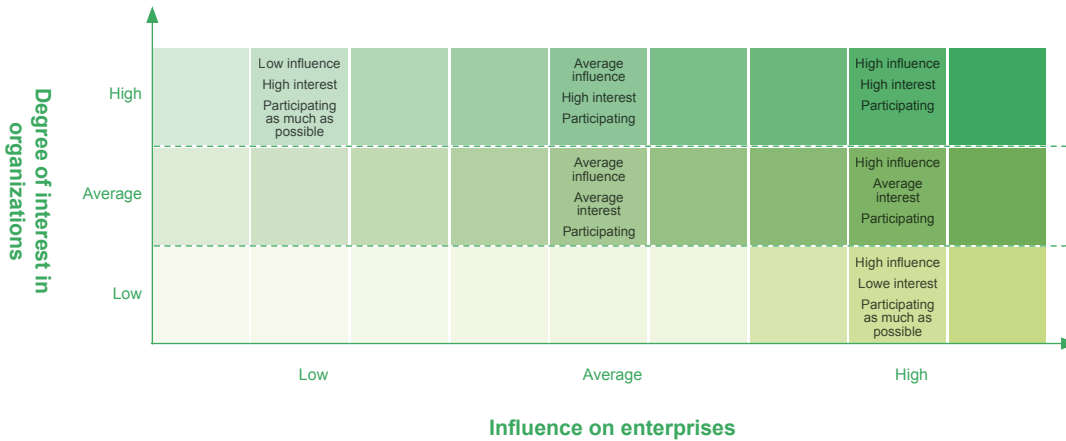 Degree of interest in
organizations
High
Low influence
High interest
Participating
as much as
possible
Average
influence
High interest
Participating
High influence
High interest
Participating
Average
Average
influence
Average
interest
Participating
High influence
Average
interest
Participating
Low
High influence
Lowe interest
Participating
as much as
possible
Low
Average
High
Influence on enterprises